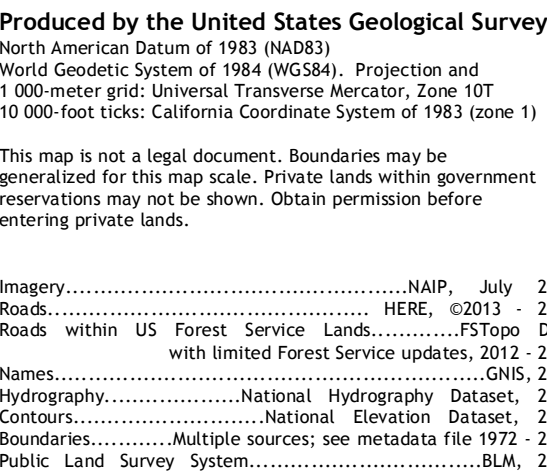 Produced by the United States Geological Survey
North American Datum of 1983 (NAD83)
World Geodetic System of 1984 (WGS84). Projection and
1 000-meter grid: Universal Transverse Mercator, Zone 10T
10 000-foot ticks: California Coordinate System of 1983 (zone 1)
This map is not a legal document. Boundaries may be
generalized for this map scale. Private lands within government
reservations may not be shown. Obtain permission before
entering private lands.
Imagery..................................................NAIP, July 2
Roads............................................... HERE, ©2013 - 2
Roads within US Forest Service Lands.............FSTopo D
with limited Forest Service updates, 2012 - 2
Names...............................................................GNIS, 2
Hydrography....................National Hydrography Dataset, 2
Contours............................National Elevation Dataset, 2
Boundaries............Multiple sources; see metadata file 1972 - 2
Public Land Survey System..................................BLM, 2